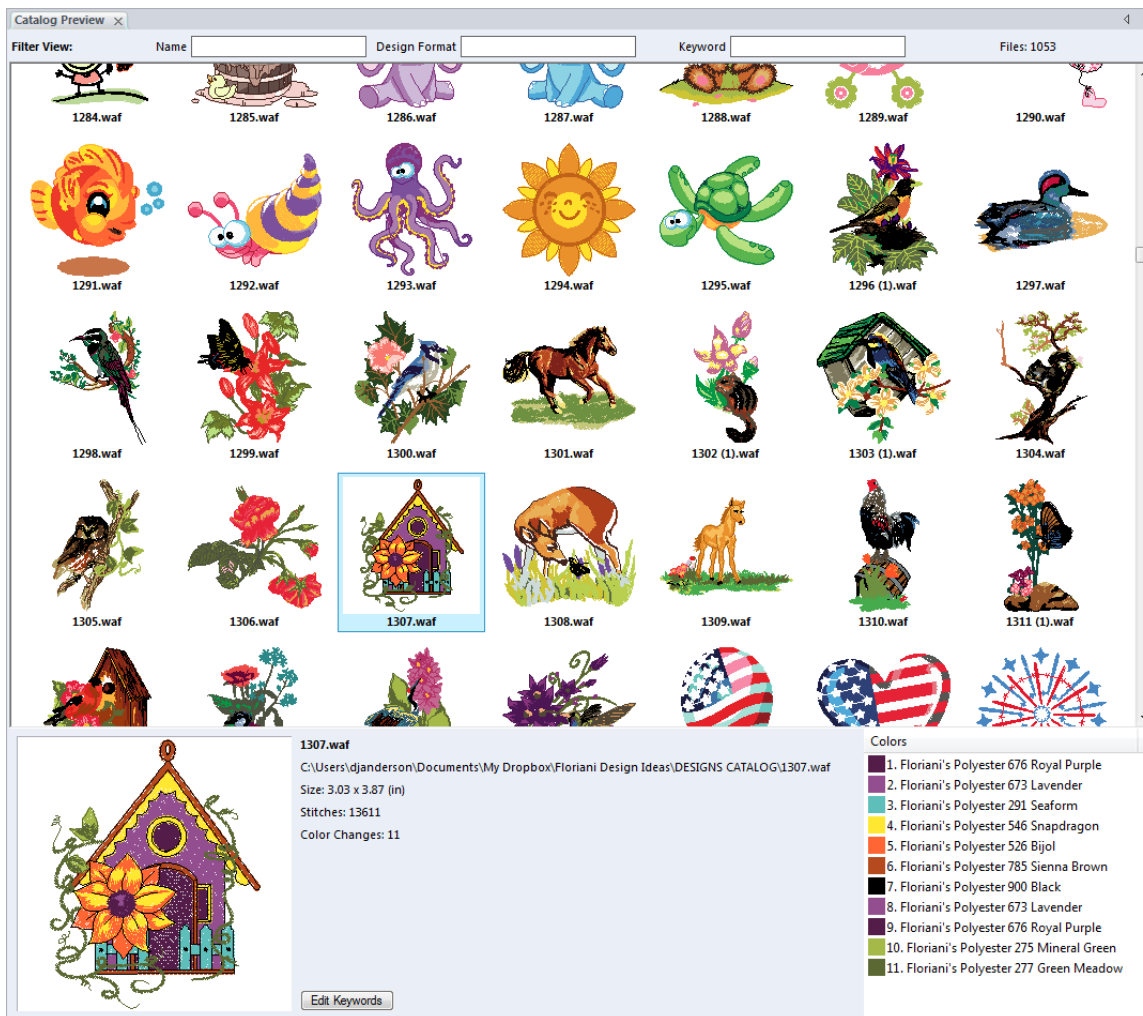 Catalog Preview
Filter View: Name Design Format Keyword Files: 1053
1284.waf 1285.waf 1286.waf 1287.waf 1288.waf 1289.waf 1290.waf
1291.waf 1292.waf 1293.waf 1294.waf 1295.waf 1296 (1).waf 1297.waf
1298.waf 1299.waf 1300.waf 1301.waf 1302 (1).waf 1303 (1).waf 1304.waf
1305.waf 1306.waf 1307.waf 1308.waf 1309.waf 1310.waf 1311 (1).waf
1307.waf
C:\Users\djanderson\Documents\My Dropbox\Floriani Design Ideas\DESIGNS CATALOG\1307.waf
Size: 3.03 x 3.87 (in)
Stitches: 13611
Color Changes: 11
Edit Keywords
Colors
1. Floriani's Polyester 676 Royal Purple
2. Floriani's Polyester 673 Lavender
3. Floriani's Polyester 291 Seaform
4. Floriani's Polyester 546 Snapdragon
5. Floriani's Polyester 526 Bijol
6. Floriani's Polyester 785 Sienna Brown
7. Floriani's Polyester 900 Black
8. Floriani's Polyester 673 Lavender
9. Floriani's Polyester 676 Royal Purple
10. Floriani's Polyester 275 Mineral Green
11. Floriani's Polyester 277 Green Meadow